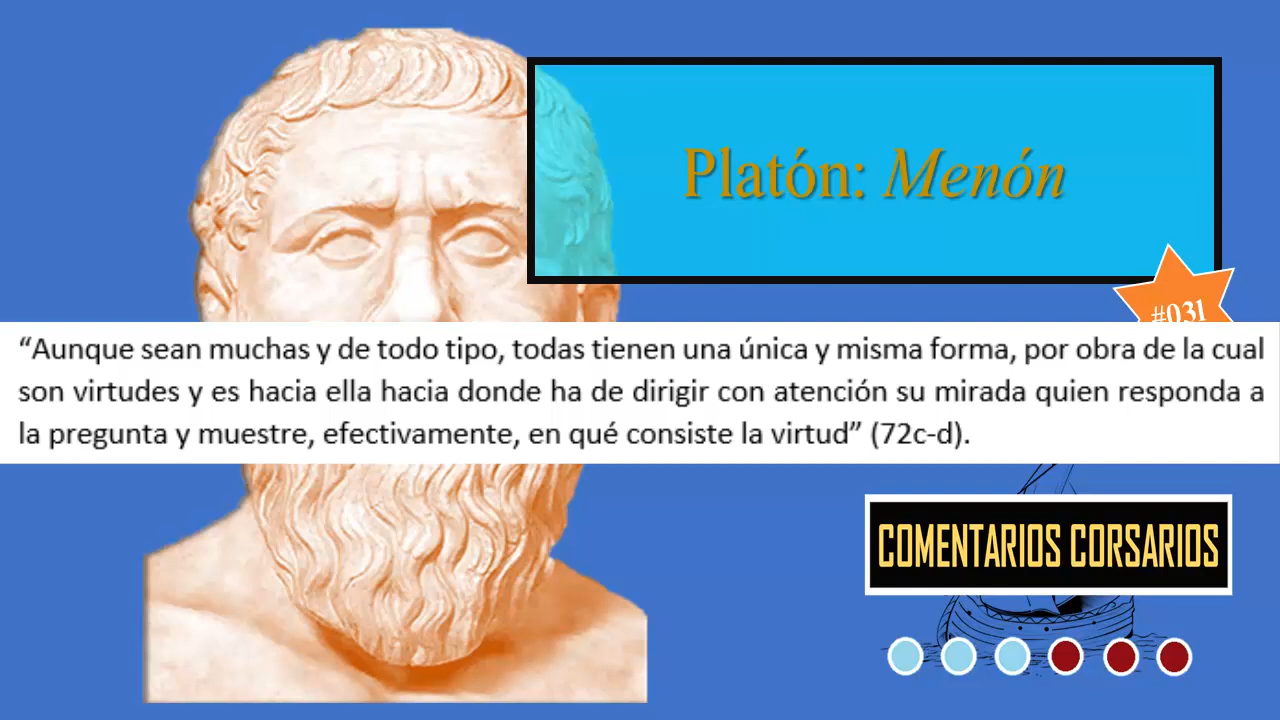 Platón: Menón
#031
“Aunque sean muchas y de todo tipo, todas tienen una única y misma forma, por obra de la cual
son virtudes y es hacia ella hacia donde ha de dirigir con atención su mirada quien responda a
la pregunta y muestre, efectivamente, en qué consiste la virtud” (72c-d).
COMENTARIOS CORSARIOS